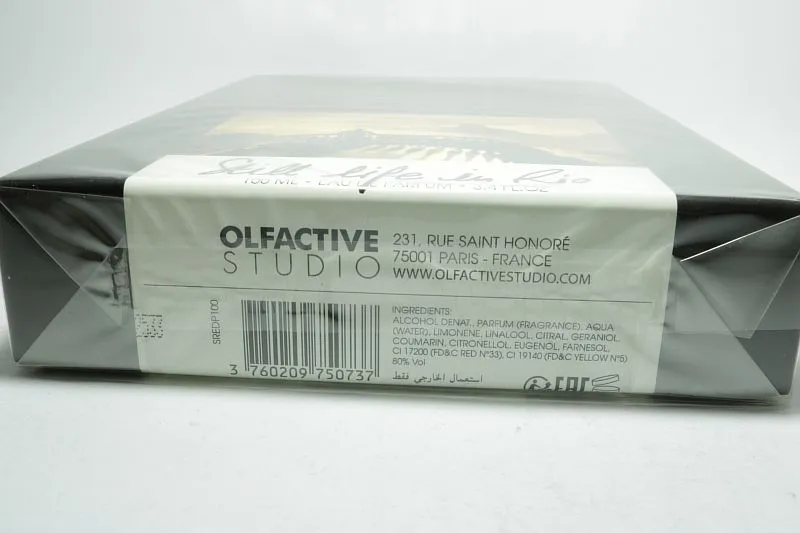 Still life in Rio
100 ML - EAU DE PARFUM - 3.4 FL.OZ
OLFACTIVE
STUDIO
231, RUE SAINT HONORÉ
75001 PARIS - FRANCE
WWW.OLFACTIVESTUDIO.COM
SREDP100
3 760209 750737
INGREDIENTS:
ALCOHOL DENAT., PARFUM (FRAGRANCE), AQUA
(WATER), LIMONENE, LINALOOL, CITRAL, GERANIOL,
COUMARIN, CITRONELLOL, EUGENOL, FARNESOL,
CI 17200 (FD&C RED N°33), CI 19140 (FD&C YELLOW N°5)
80% Vol
استعمال الخارجي فقط
EAC